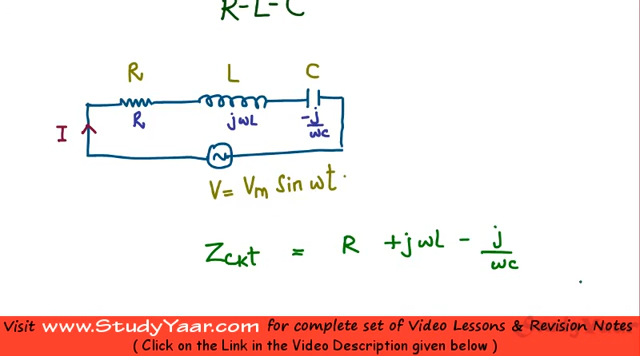 R-L-C
R L C
R jωL -j/ωc
I
V= Vm Sin ωt
Zckt = R +jωL - j/ωc
Visit www.StudyYaar.com for complete set of Video Lessons & Revision Notes
( Click on the Link in the Video Description given below )